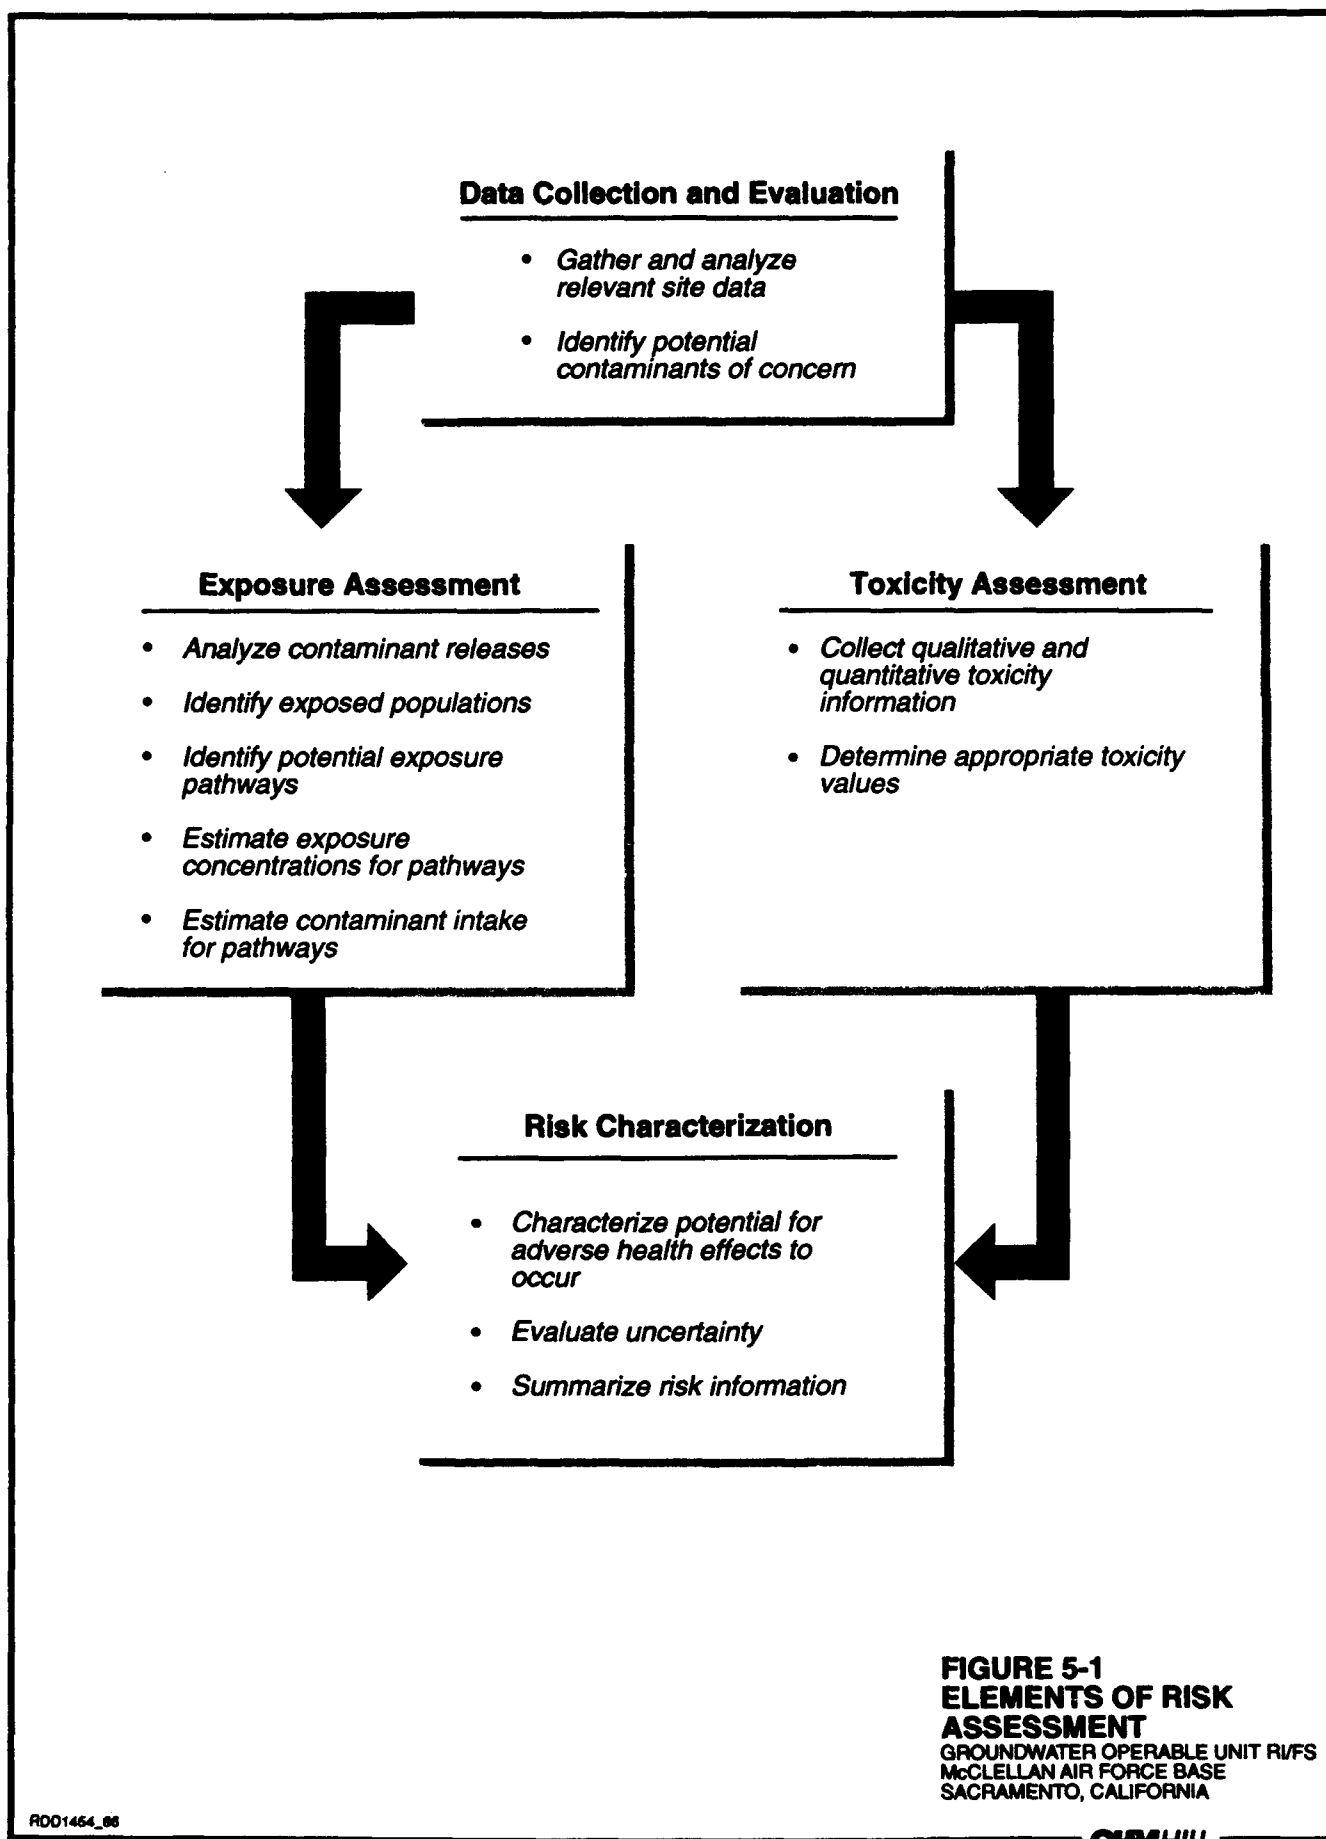 Data Collection and Evaluation
• Gather and analyze
relevant site data
• Identify potential
contaminants of concern
Exposure Assessment
• Analyze contaminant releases
• Identify exposed populations
• Identify potential exposure
pathways
• Estimate exposure
concentrations for pathways
• Estimate contaminant intake
for pathways
Toxicity Assessment
• Collect qualitative and
quantitative toxicity
information
• Determine appropriate toxicity
values
Risk Characterization
• Characterize potential for
adverse health effects to
occur
• Evaluate uncertainty
• Summarize risk information
FIGURE 5-1
ELEMENTS OF RISK
ASSESSMENT
GROUNDWATER OPERABLE UNIT RI/FS
McCLELLAN AIR FORCE BASE
SACRAMENTO, CALIFORNIA